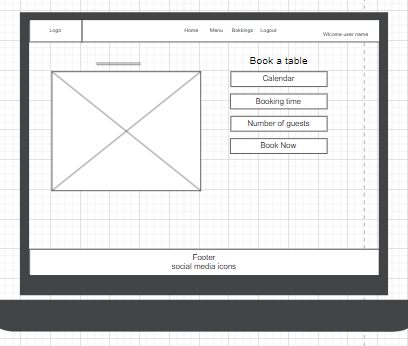 Logo
Home Menu Bokkings Logout
Wlcome user name
Book a table
Calendar
Booking time
Number of guests
Book Now
Footer
social media icons